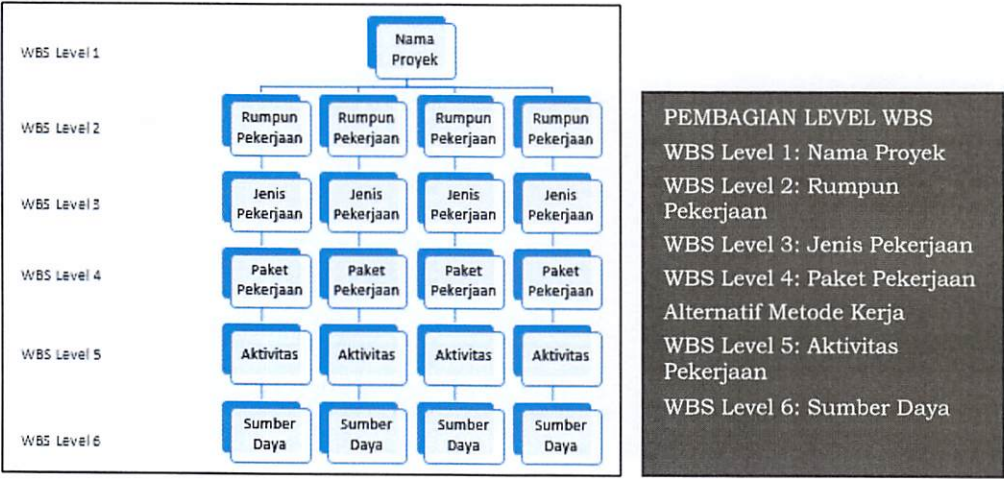 WBS Level 1
Nama
Proyek
WBS Level 2
Rumpun
Pekerjaan
Rumpun
Pekerjaan
Rumpun
Pekerjaan
Rumpun
Pekerjaan
WBS Level 3
Jenis
Pekerjaan
Jenis
Pekerjaan
Jenis
Pekerjaan
Jenis
Pekerjaan
WBS Level 4
Paket
Pekerjaan
Paket
Pekerjaan
Paket
Pekerjaan
Paket
Pekerjaan
WBS Level 5
Aktivitas
Aktivitas
Aktivitas
Aktivitas
WBS Level 6
Sumber
Daya
Sumber
Daya
Sumber
Daya
Sumber
Daya
PEMBAGIAN LEVEL WBS
WBS Level 1: Nama Proyek
WBS Level 2: Rumpun
Pekerjaan
WBS Level 3: Jenis Pekerjaan
WBS Level 4: Paket Pekerjaan
Alternatif Metode Kerja
WBS Level 5: Aktivitas
Pekerjaan
WBS Level 6: Sumber Daya